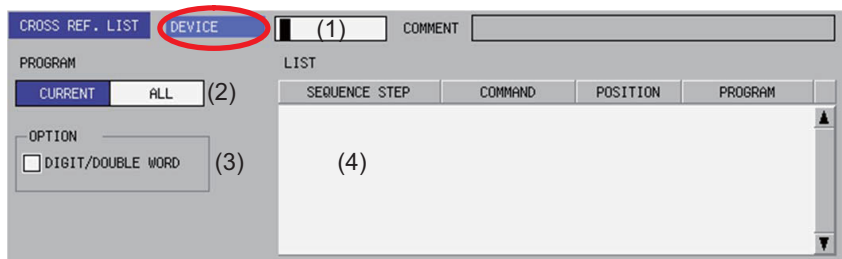 CROSS REF. LIST DEVICE (1) COMMENT
PROGRAM LIST
CURRENT ALL (2) SEQUENCE STEP COMMAND POSITION PROGRAM
OPTION
DIGIT/DOUBLE WORD (3) (4)